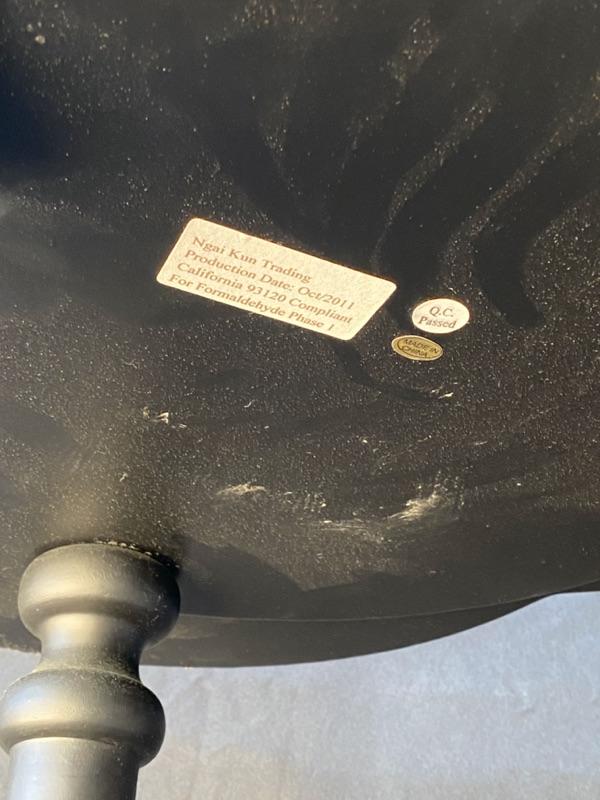 Ngai Kun Trading
Production Date: Oct/2011
California 93120 Compliant
For Formaldehyde Phase 1
Q.C.
Passed
MADE IN
CHINA